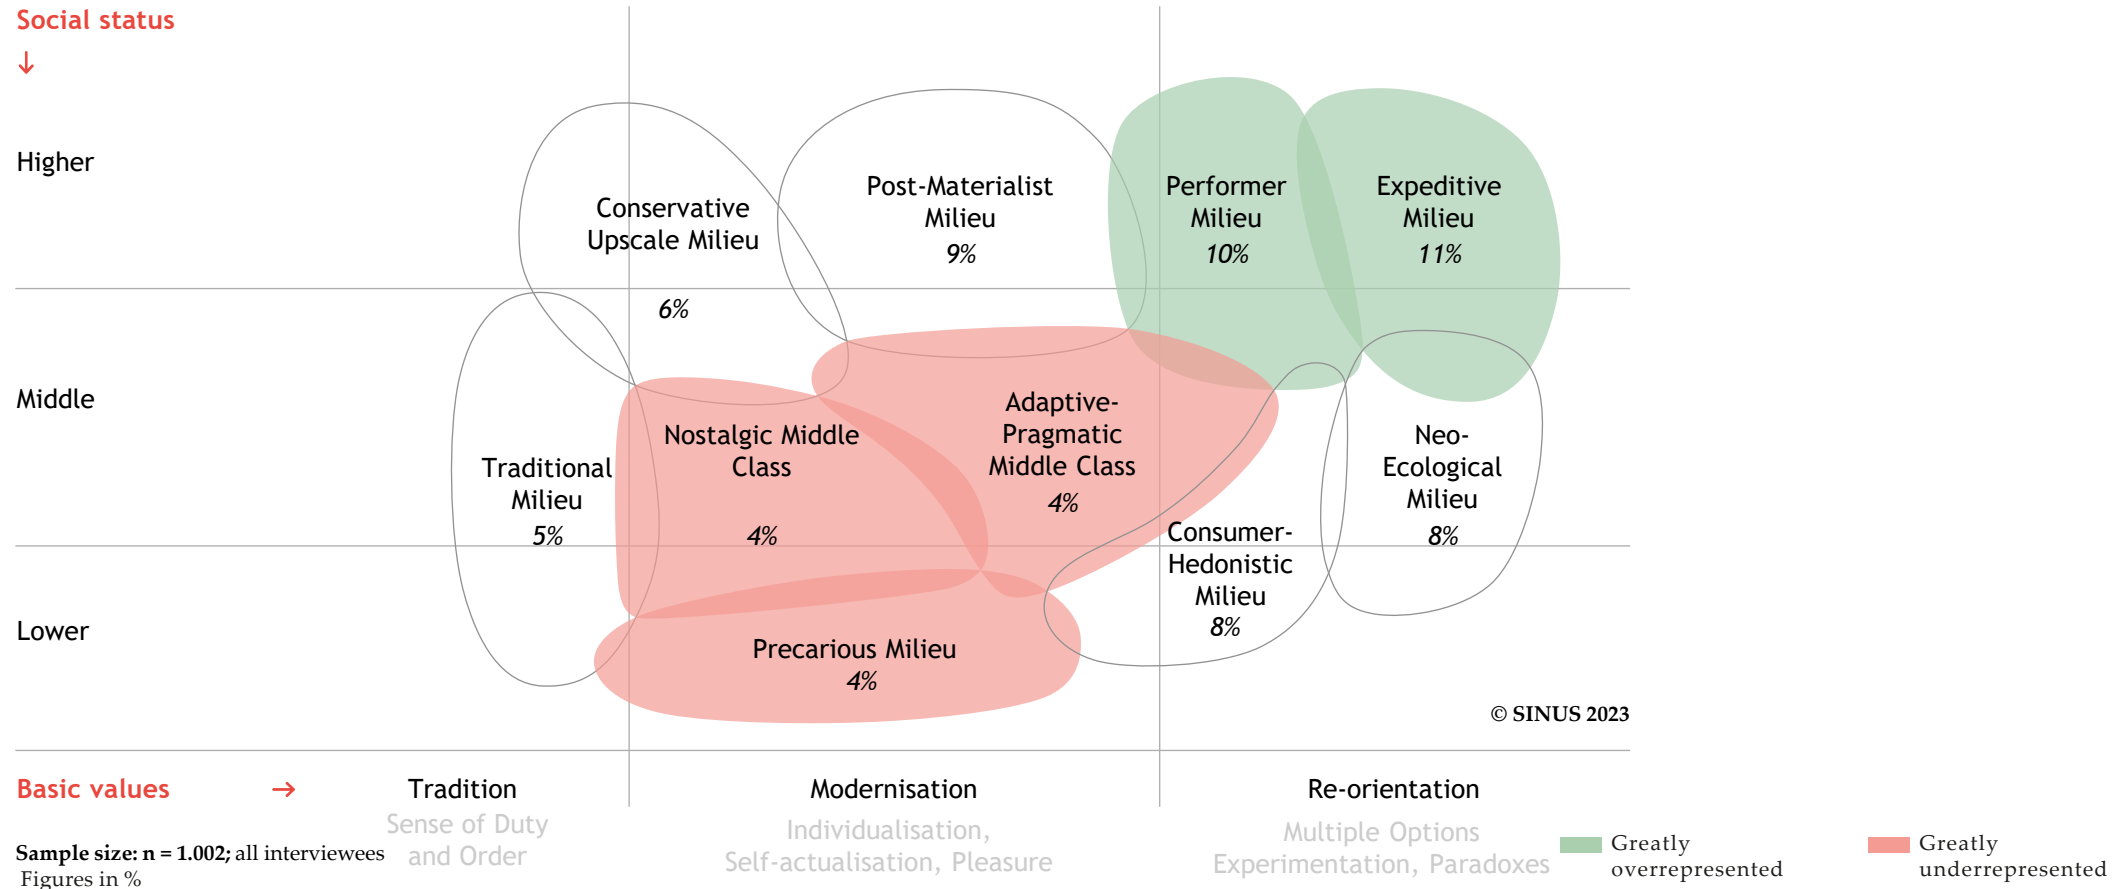 Social status
↓
Higher
Middle
Lower
Conservative
Upscale Milieu
6%
Post-Materialist
Milieu
9%
Performer
Milieu
10%
Expeditive
Milieu
11%
Traditional
Milieu
5%
Nostalgic Middle
Class
4%
Adaptive-
Pragmatic
Middle Class
4%
Consumer-
Hedonistic
Milieu
8%
Neo-
Ecological
Milieu
8%
Precarious Milieu
4%
© SINUS 2023
Basic values →
Tradition
Sense of Duty
and Order
Modernisation
Individualisation,
Self-actualisation, Pleasure
Re-orientation
Multiple Options
Experimentation, Paradoxes
Sample size: n = 1.002; all interviewees
Figures in %
Greatly
overrepresented
Greatly
underrepresented